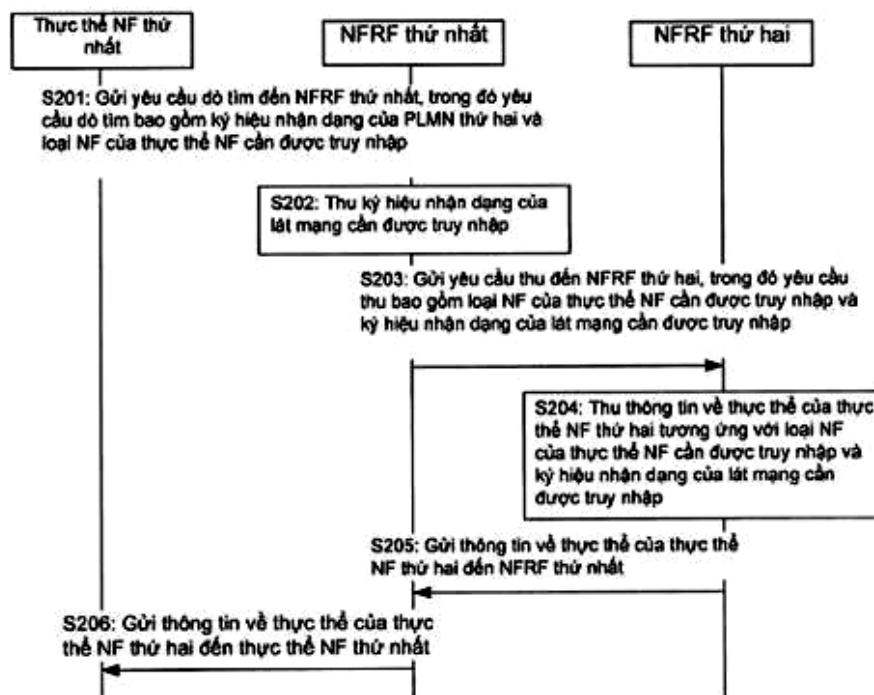 Thực thể NF thứ
nhất
NFRF thứ nhất
NFRF thứ hai
S201: Gửi yêu cầu dò tìm đến NFRF thứ nhất, trong đó yêu
cầu dò tìm bao gồm ký hiệu nhận dạng của PLMN thứ hai và
loại NF của thực thể NF cần được truy nhập
S202: Thu ký hiệu nhận dạng của
lát mạng cần được truy nhập
S203: Gửi yêu cầu thu đến NFRF thứ hai, trong đó yêu cầu
thu bao gồm loại NF của thực thể NF cần được truy nhập và
ký hiệu nhận dạng của lát mạng cần được truy nhập
S204: Thu thông tin về thực thể của thực
thể NF thứ hai tương ứng với loại NF
của thực thể NF cần được truy nhập và
ký hiệu nhận dạng của lát mạng cần
được truy nhập
S205: Gửi thông tin về thực thể của thực thể
NF thứ hai đến NFRF thứ nhất
S206: Gửi thông tin về thực thể của thực
thể NF thứ hai đến thực thể NF thứ nhất